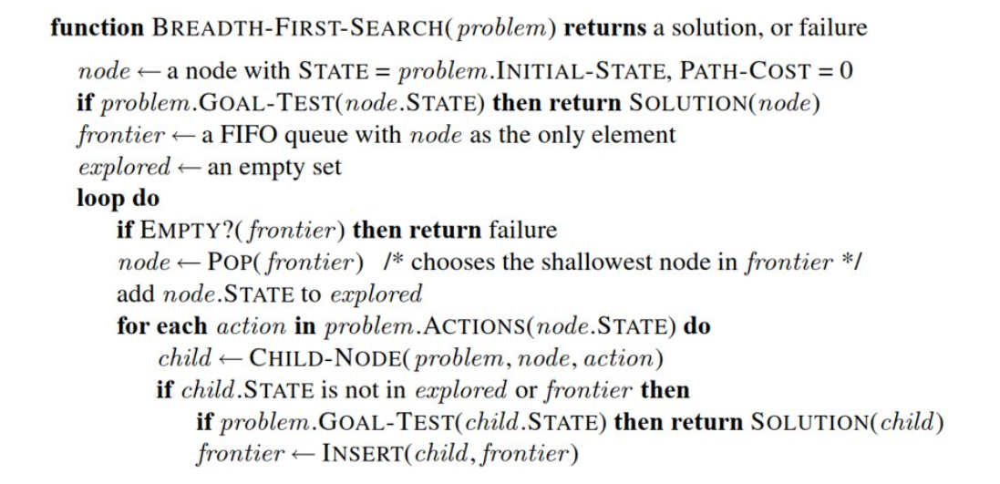 function BREADTH-FIRST-SEARCH(problem) returns a solution, or failure
node ← a node with STATE = problem.INITIAL-STATE, PATH-COST = 0
if problem.GOAL-TEST(node.STATE) then return SOLUTION(node)
frontier ← a FIFO queue with node as the only element
explored ← an empty set
loop do
if EMPTY?(frontier) then return failure
node ← POP(frontier) /* chooses the shallowest node in frontier */
add node.STATE to explored
for each action in problem.ACTIONS(node.STATE) do
child ← CHILD-NODE(problem, node, action)
if child.STATE is not in explored or frontier then
if problem.GOAL-TEST(child.STATE) then return SOLUTION(child)
frontier ← INSERT(child, frontier)